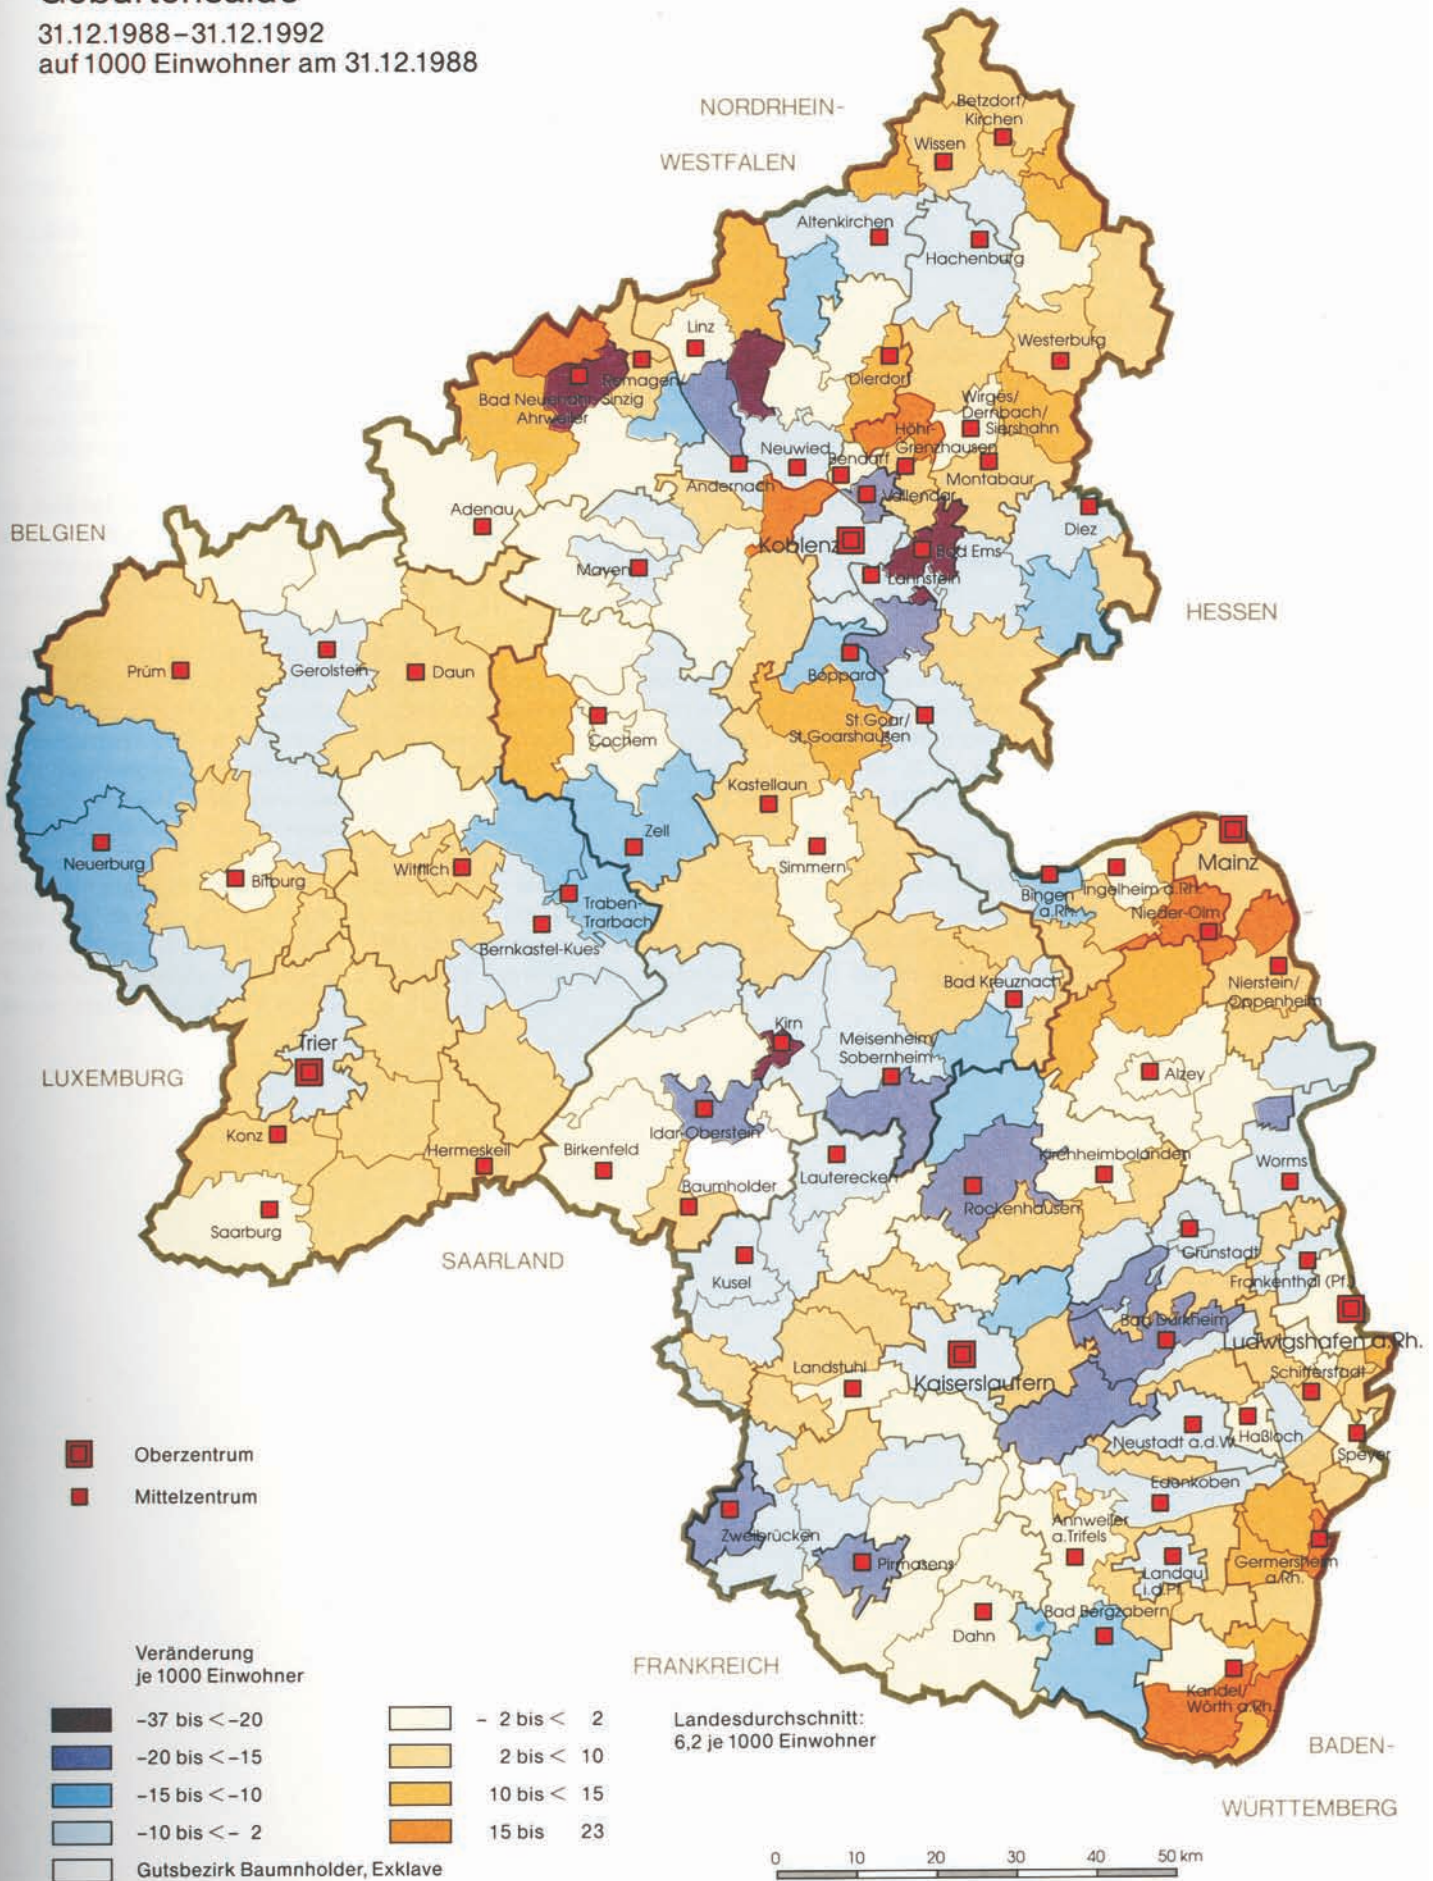 31.12.1988–31.12.1992
auf 1000 Einwohner am 31.12.1988
NORDRHEIN-
WESTFALEN
Betzdorf/
Kirchen
Wissen
Altenkirchen
Hachenburg
Linz
Westerburg
Dierdorf
Remagen/
Sinzig
Bad Neuenahr-
Ahrweiler
Wirges/
Dernbach/
Siershahn
Höhr-
Grenzhausen
Neuwied
Bendorf
Montabaur
Andernach
Vallendar
Adenau
Diez
BELGIEN
Koblenz
Bad Ems
Mayen
Lahnstein
HESSEN
Prüm
Gerolstein
Daun
Boppard
St.Goar/
St.Goarshausen
Cochem
Kastellaun
Zell
Neuerburg
Wittlich
Bitburg
Simmern
Mainz
Bingen
a.Rh.
Ingelheim a.Rh.
Nieder-Olm
Traben-
Trarbach
Bernkastel-Kues
Bad Kreuznach
Nierstein/
Oppenheim
Trier
Kirn
Meisenheim
Sobernheim
Alzey
LUXEMBURG
Konz
Idar-Oberstein
Hermeskeil
Birkenfeld
Kirchheimbolanden
Worms
Lauterecken
Baumholder
Saarburg
Rockenhausen
SAARLAND
Kusel
Grünstadt
Frankenthal (Pf.)
Bad Dürkheim
Ludwigshafen a.Rh.
Landstuhl
Kaiserslautern
Schifferstadt
Neustadt a.d.W.
Haßloch
Speyer
Oberzentrum
Mittelzentrum
Edenkoben
Zweibrücken
Annweiler
a.Trifels
Pirmasens
Landau
i.d.Pf.
Germersheim
a.Rh.
Dahn
Bad Bergzabern
FRANKREICH
Kandel/
Wörth a.Rh.
Veränderung
je 1000 Einwohner
-37 bis <-20
-20 bis <-15
-15 bis <-10
-10 bis <- 2
Gutsbezirk Baumnholder, Exklave
- 2 bis < 2
2 bis < 10
10 bis < 15
15 bis 23
Landesdurchschnitt:
6,2 je 1000 Einwohner
BADEN-
WÜRTTEMBERG
0 10 20 30 40 50 km